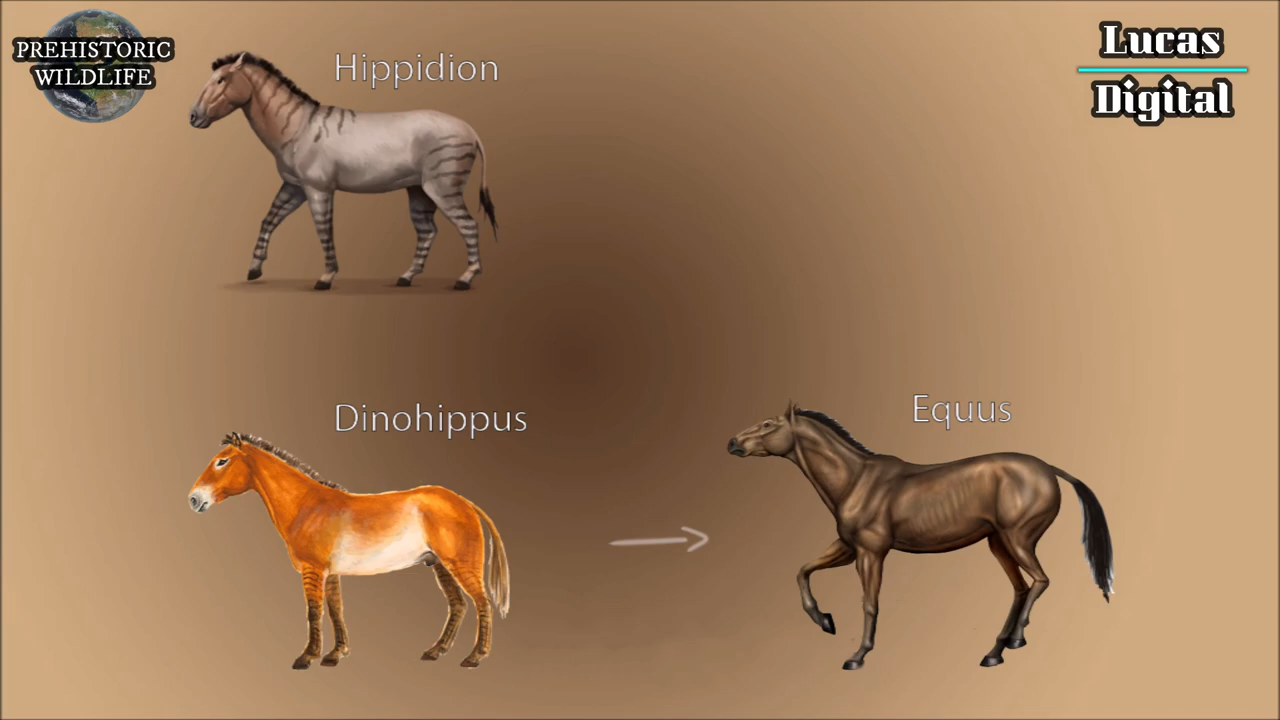 PREHISTORIC
WILDLIFE
Hippidion
Lucas
Digital
Dinohippus
Equus